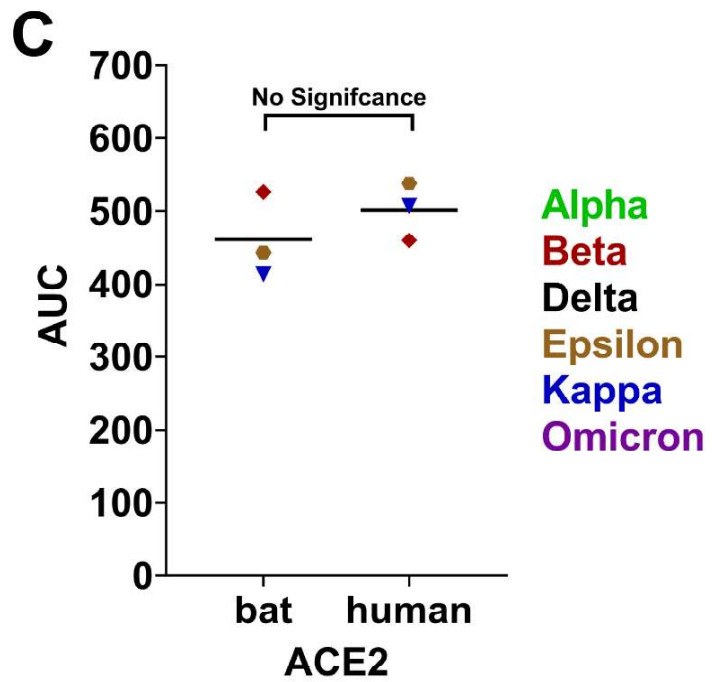 C
700
No Signifcance
600
500
400
300
200
100
0
AUC
bat human
ACE2
Alpha
Beta
Delta
Epsilon
Kappa
Omicron